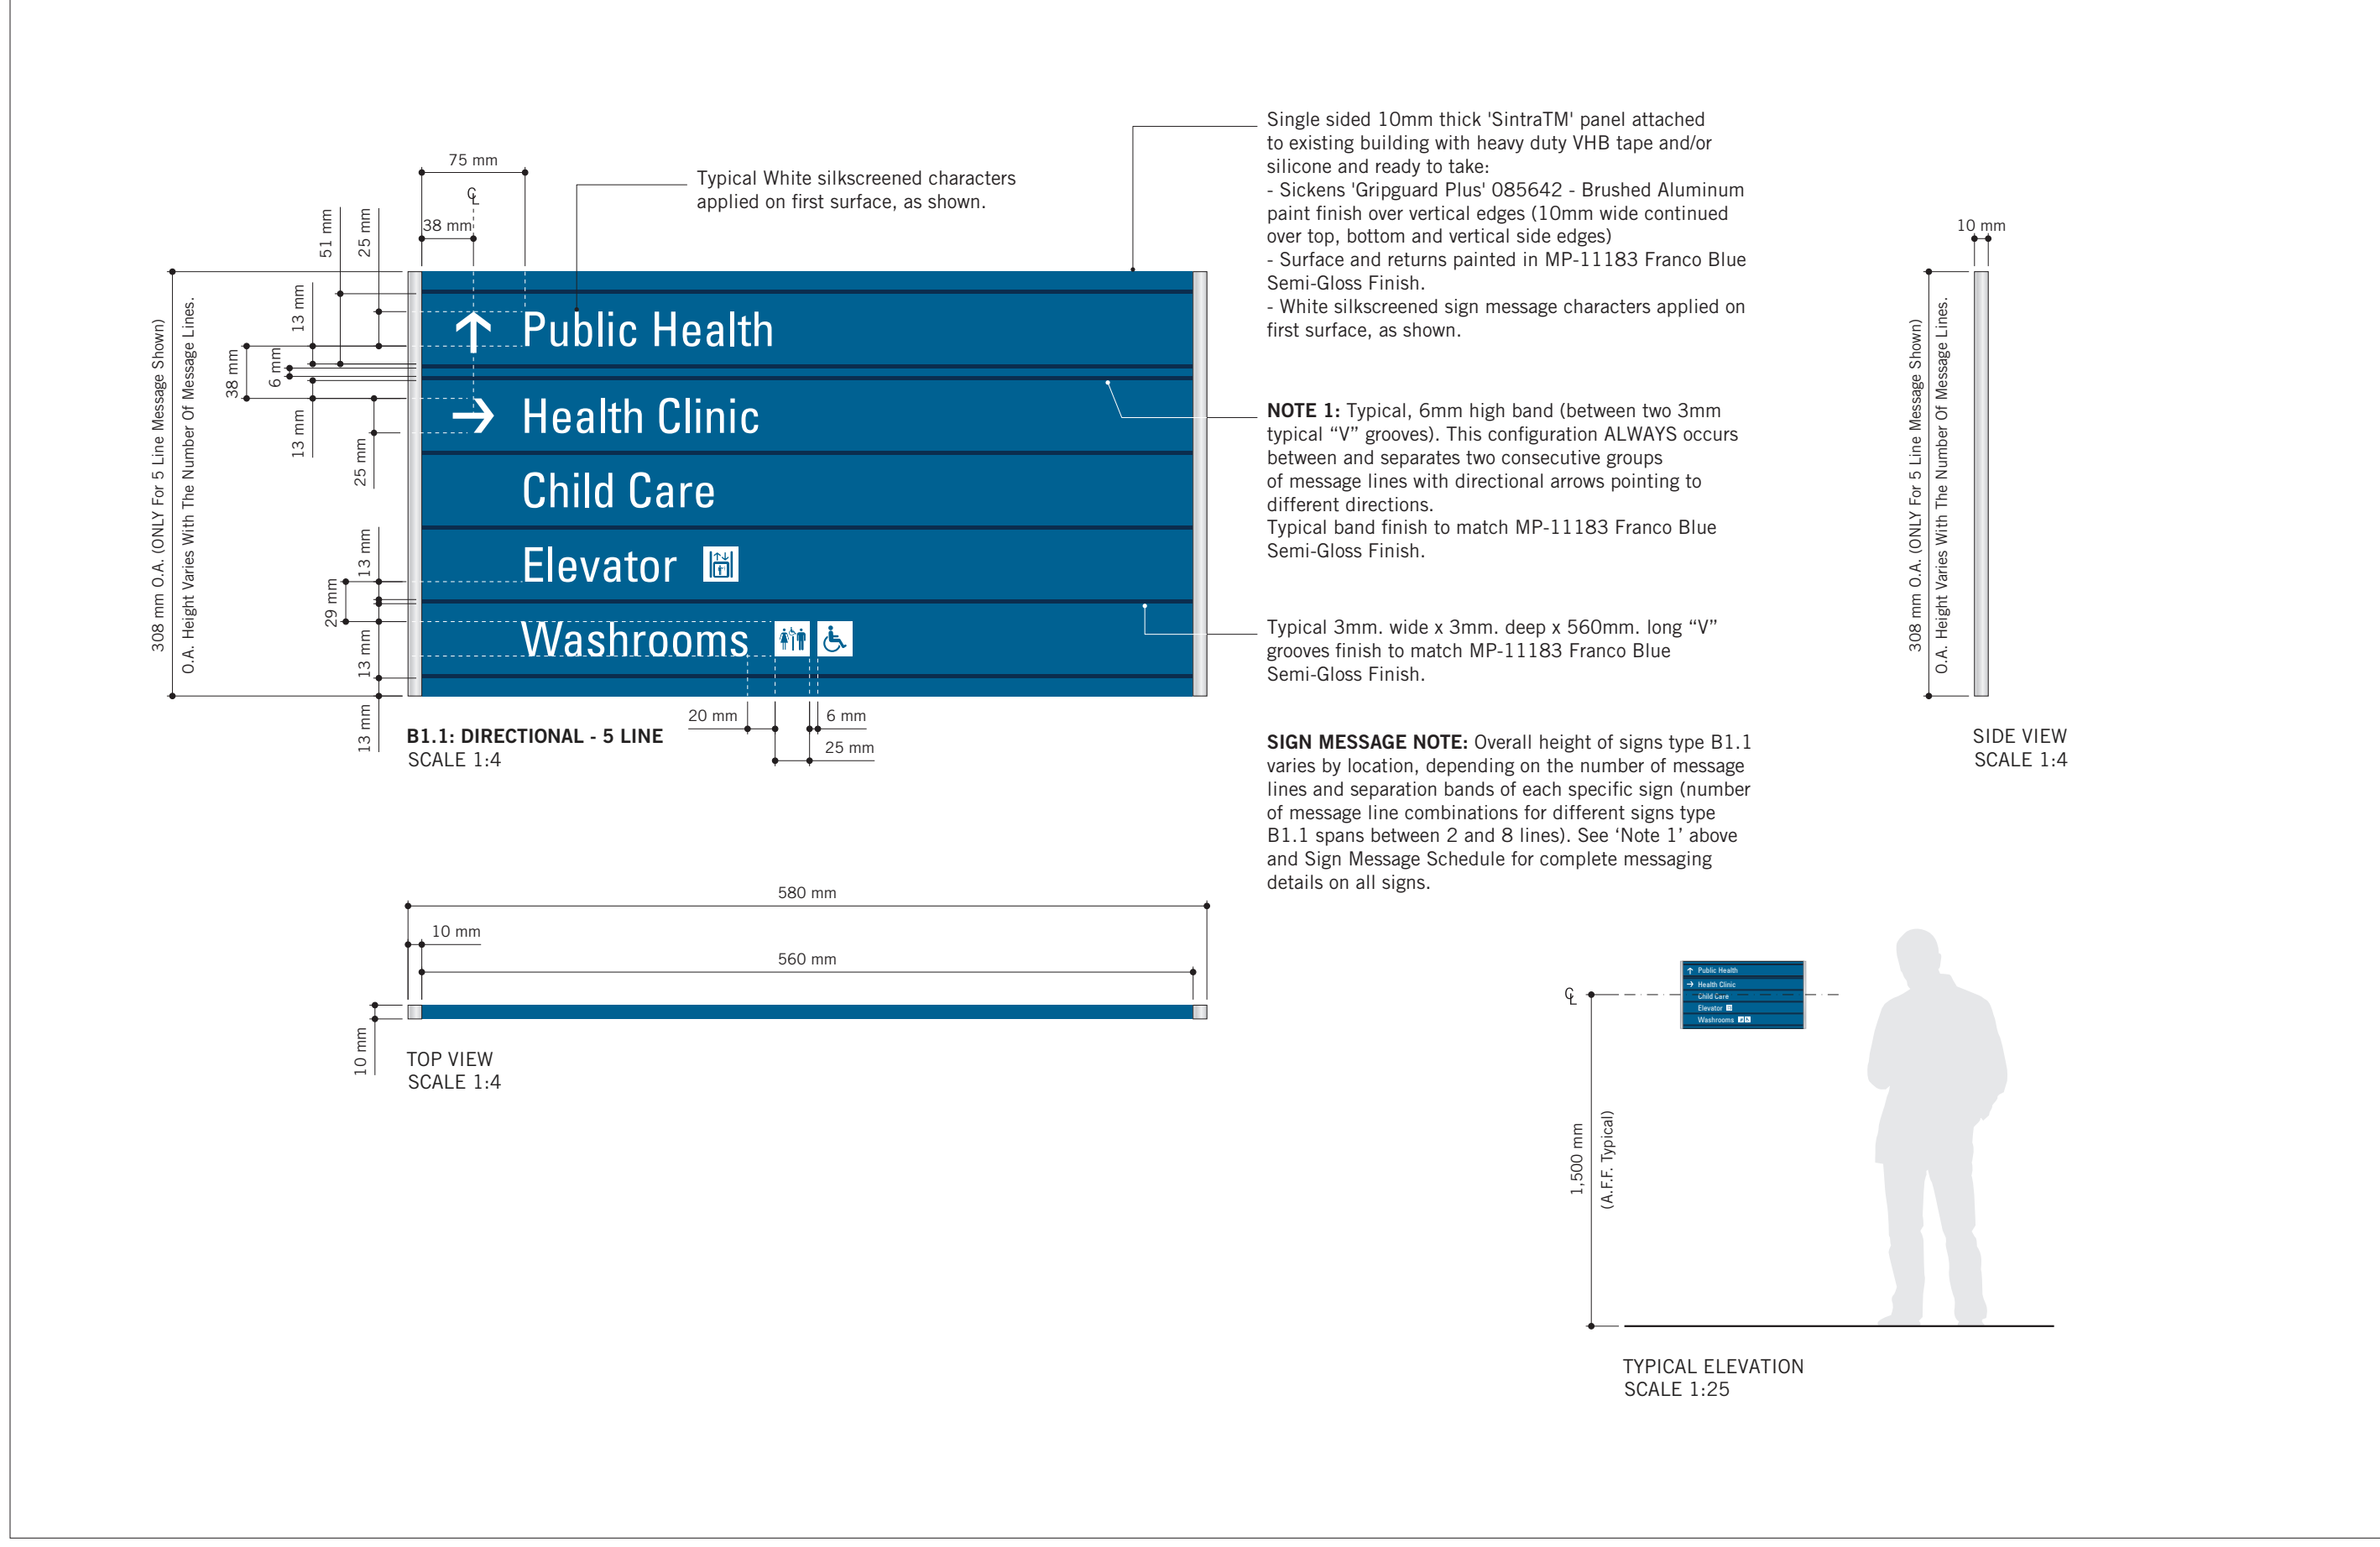 75 mm
38 mm
51 mm
25 mm
13 mm
38 mm
6 mm
13 mm
25 mm
13 mm
29 mm
13 mm
13 mm
308 mm O.A. (ONLY For 5 Line Message Shown)
O.A. Height Varies With The Number Of Message Lines.
Typical White silkscreened characters
applied on first surface, as shown.
Public Health
Health Clinic
Child Care
Elevator
Washrooms
20 mm
6 mm
25 mm
B1.1: DIRECTIONAL - 5 LINE
SCALE 1:4
Single sided 10mm thick 'SintraTM' panel attached
to existing building with heavy duty VHB tape and/or
silicone and ready to take:
- Sickens 'Gripguard Plus' 085642 - Brushed Aluminum
paint finish over vertical edges (10mm wide continued
over top, bottom and vertical side edges)
- Surface and returns painted in MP-11183 Franco Blue
Semi-Gloss Finish.
- White silkscreened sign message characters applied on
first surface, as shown.
NOTE 1: Typical, 6mm high band (between two 3mm
typical “V” grooves). This configuration ALWAYS occurs
between and separates two consecutive groups
of message lines with directional arrows pointing to
different directions.
Typical band finish to match MP-11183 Franco Blue
Semi-Gloss Finish.
Typical 3mm. wide x 3mm. deep x 560mm. long “V”
grooves finish to match MP-11183 Franco Blue
Semi-Gloss Finish.
SIGN MESSAGE NOTE: Overall height of signs type B1.1
varies by location, depending on the number of message
lines and separation bands of each specific sign (number
of message line combinations for different signs type
B1.1 spans between 2 and 8 lines). See ‘Note 1’ above
and Sign Message Schedule for complete messaging
details on all signs.
10 mm
308 mm O.A. (ONLY For 5 Line Message Shown)
O.A. Height Varies With The Number Of Message Lines.
SIDE VIEW
SCALE 1:4
580 mm
10 mm
560 mm
10 mm
TOP VIEW
SCALE 1:4
Public Health
Health Clinic
Child Care
Elevator
Washrooms
1,500 mm
(A.F.F. Typical)
TYPICAL ELEVATION
SCALE 1:25